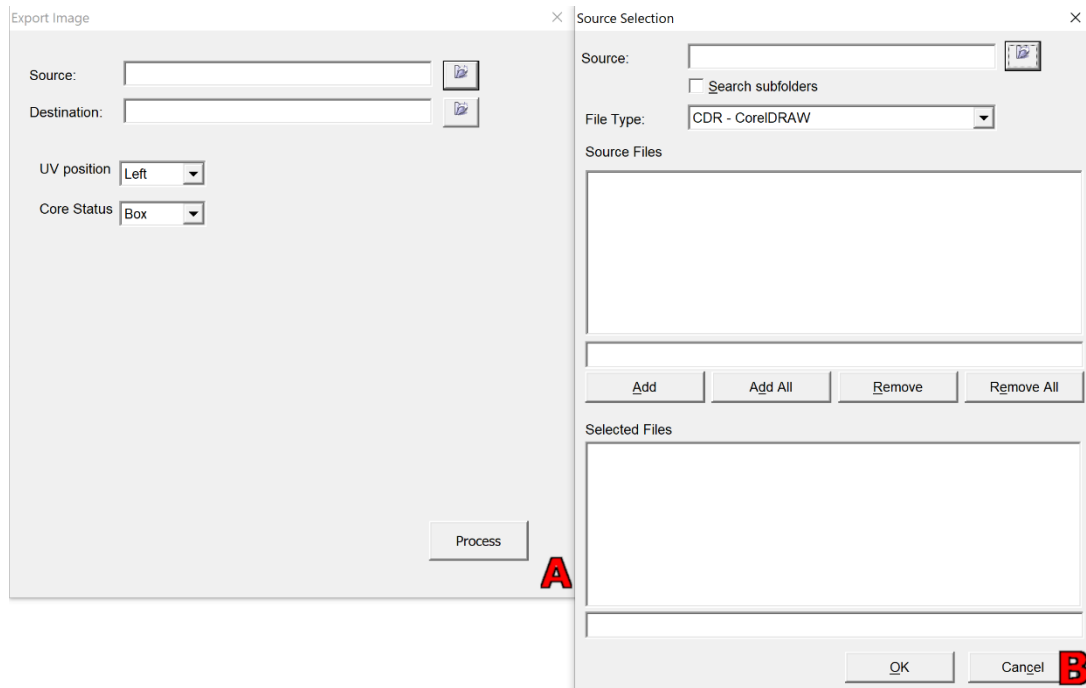 Export Image
Source:
Destination:
UV position Left
Core Status Box
Process
A
Source Selection
Source:
Search subfolders
File Type: CDR - CorelDRAW
Source Files
Add Add All Remove Remove All
Selected Files
OK Cancel
B